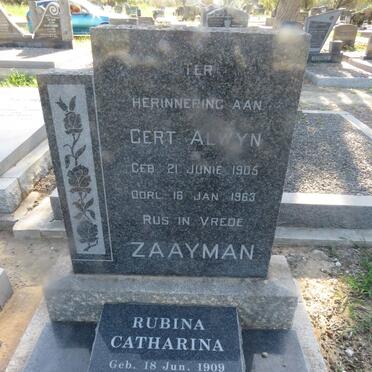 TER
HERINNERING AAN
GERT ALWYN
GEB. 21 JUNIE 1905
OORL. 16 JAN. 1963
RUS IN VREDE
ZAAYMAN
RUBINA
CATHARINA
Geb. 18 Jun. 1909